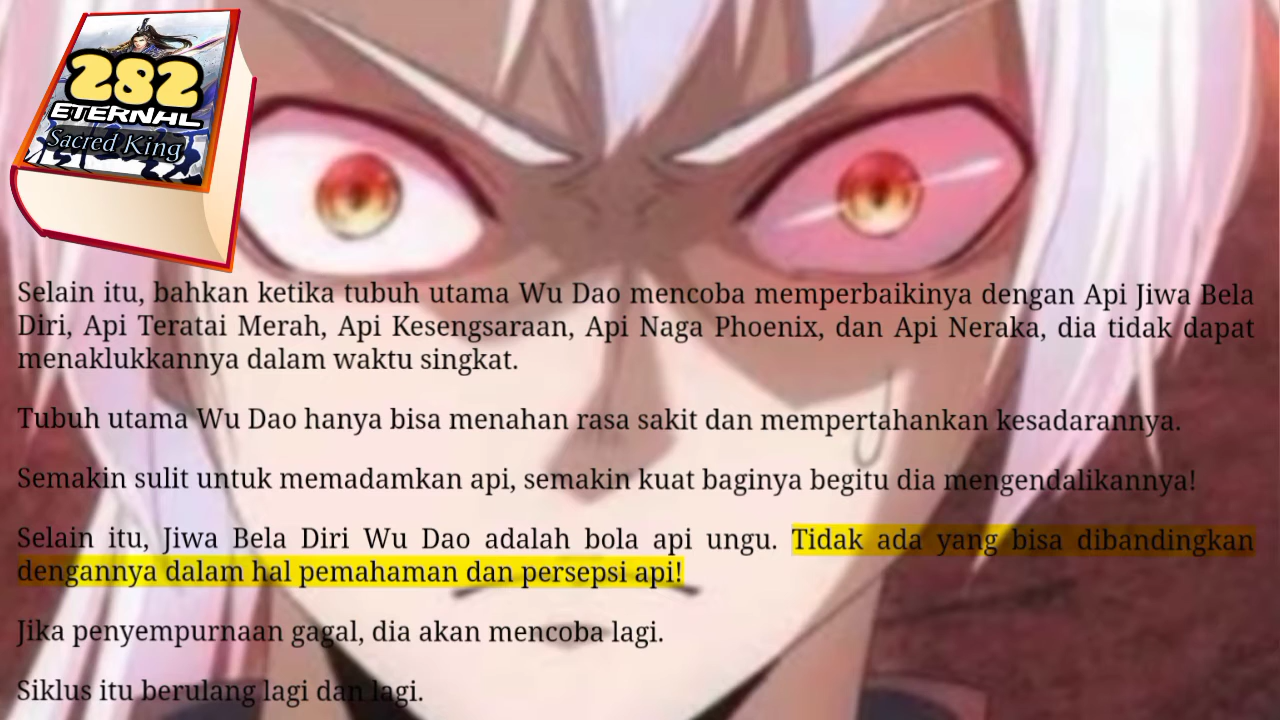 282
ETERNAL
Sacred King
Selain itu, bahkan ketika tubuh utama Wu Dao mencoba memperbaikinya dengan Api Jiwa Bela
Diri, Api Teratai Merah, Api Kesengsaraan, Api Naga Phoenix, dan Api Neraka, dia tidak dapat
menaklukkannya dalam waktu singkat.
Tubuh utama Wu Dao hanya bisa menahan rasa sakit dan mempertahankan kesadarannya.
Semakin sulit untuk memadamkan api, semakin kuat baginya begitu dia mengendalikannya!
Selain itu, Jiwa Bela Diri Wu Dao adalah bola api ungu. Tidak ada yang bisa dibandingkan
dengannya dalam hal pemahaman dan persepsi api!
Jika penyempurnaan gagal, dia akan mencoba lagi.
Siklus itu berulang lagi dan lagi.